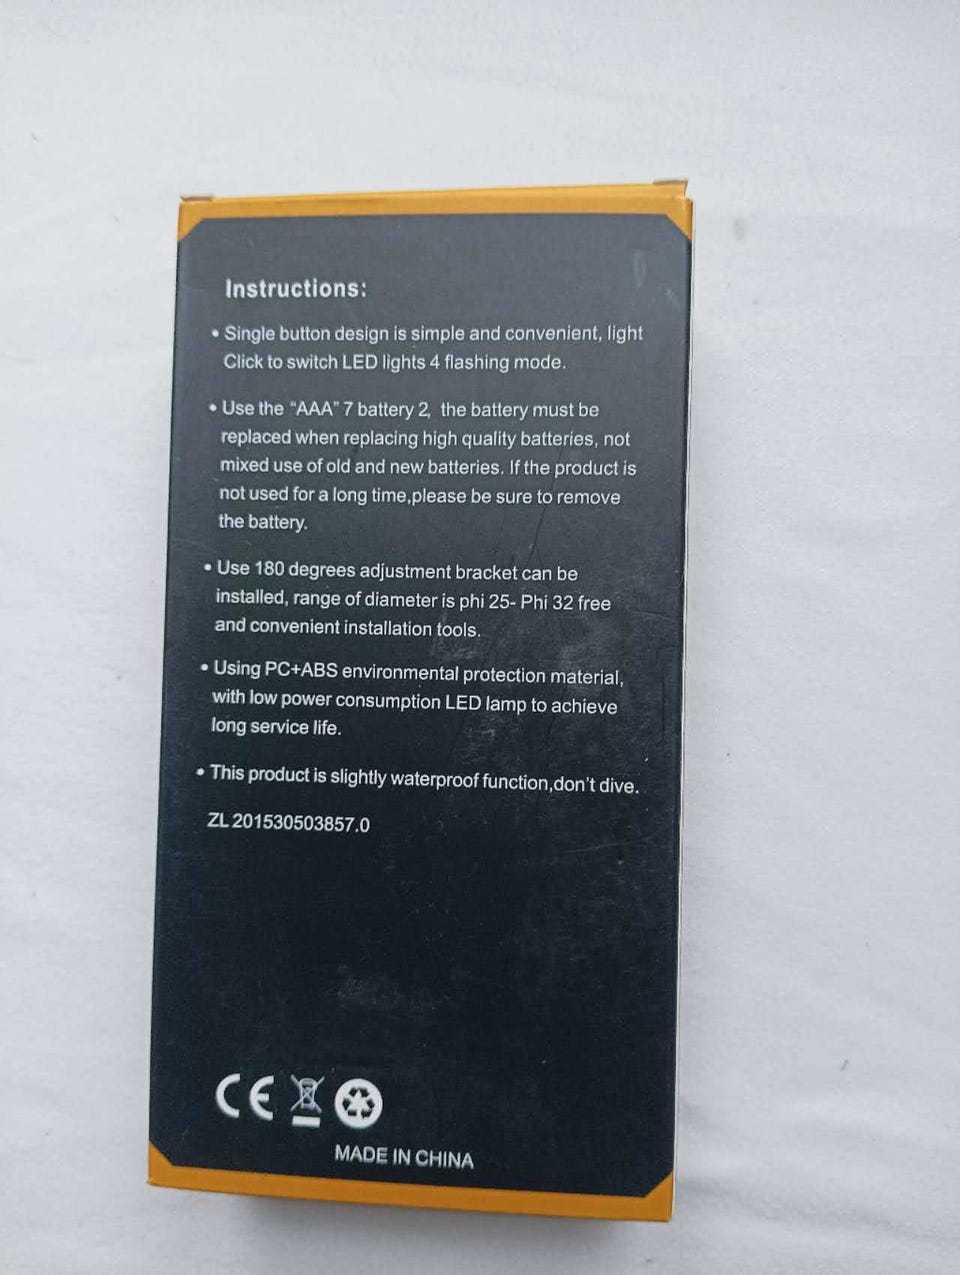 Instructions:
• Single button design is simple and convenient, light
Click to switch LED lights 4 flashing mode.
• Use the “AAA” 7 battery 2, the battery must be
replaced when replacing high quality batteries, not
mixed use of old and new batteries. If the product is
not used for a long time,please be sure to remove
the battery.
• Use 180 degrees adjustment bracket can be
installed, range of diameter is phi 25- Phi 32 free
and convenient installation tools.
• Using PC+ABS environmental protection material,
with low power consumption LED lamp to achieve
long service life.
• This product is slightly waterproof function,don't dive.
ZL 201530503857.0
CE
MADE IN CHINA